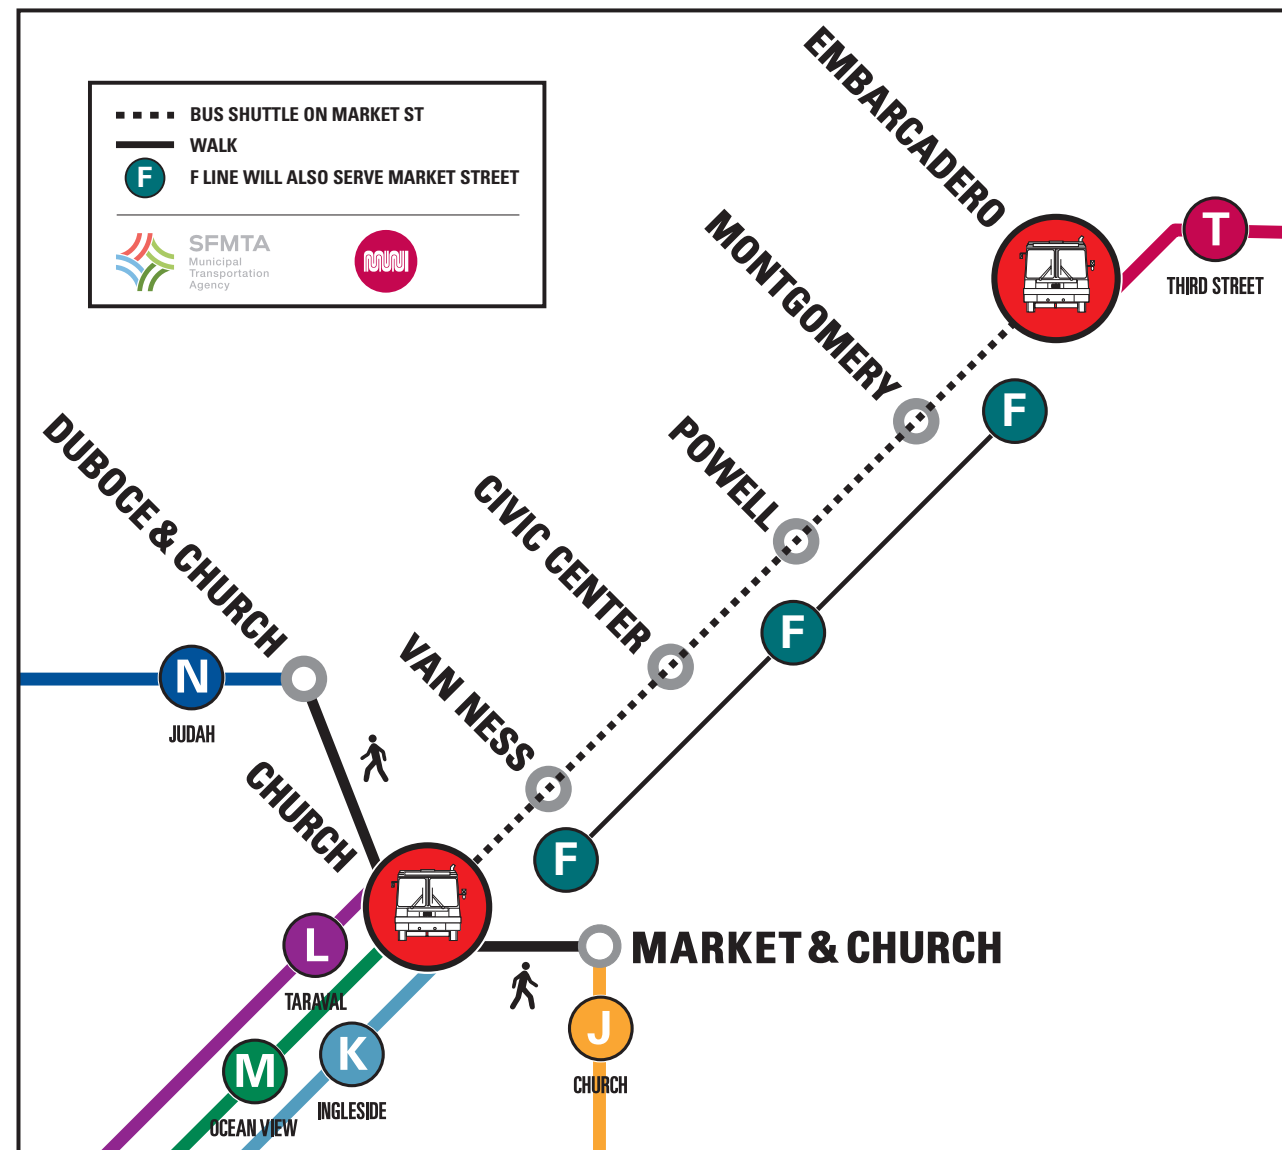 BUS SHUTTLE ON MARKET ST
WALK
F
F LINE WILL ALSO SERVE MARKET STREET
SFMTA
Municipal
Transportation
Agency
MUNI
EMBARCADERO
T
THIRD STREET
MONTGOMERY
F
POWELL
CIVIC CENTER
F
DUBOCE & CHURCH
N
JUDAH
VAN NESS
F
CHURCH
L
TARAVAL
MARKET & CHURCH
J
CHURCH
M
OCEAN VIEW
K
INGLESIDE